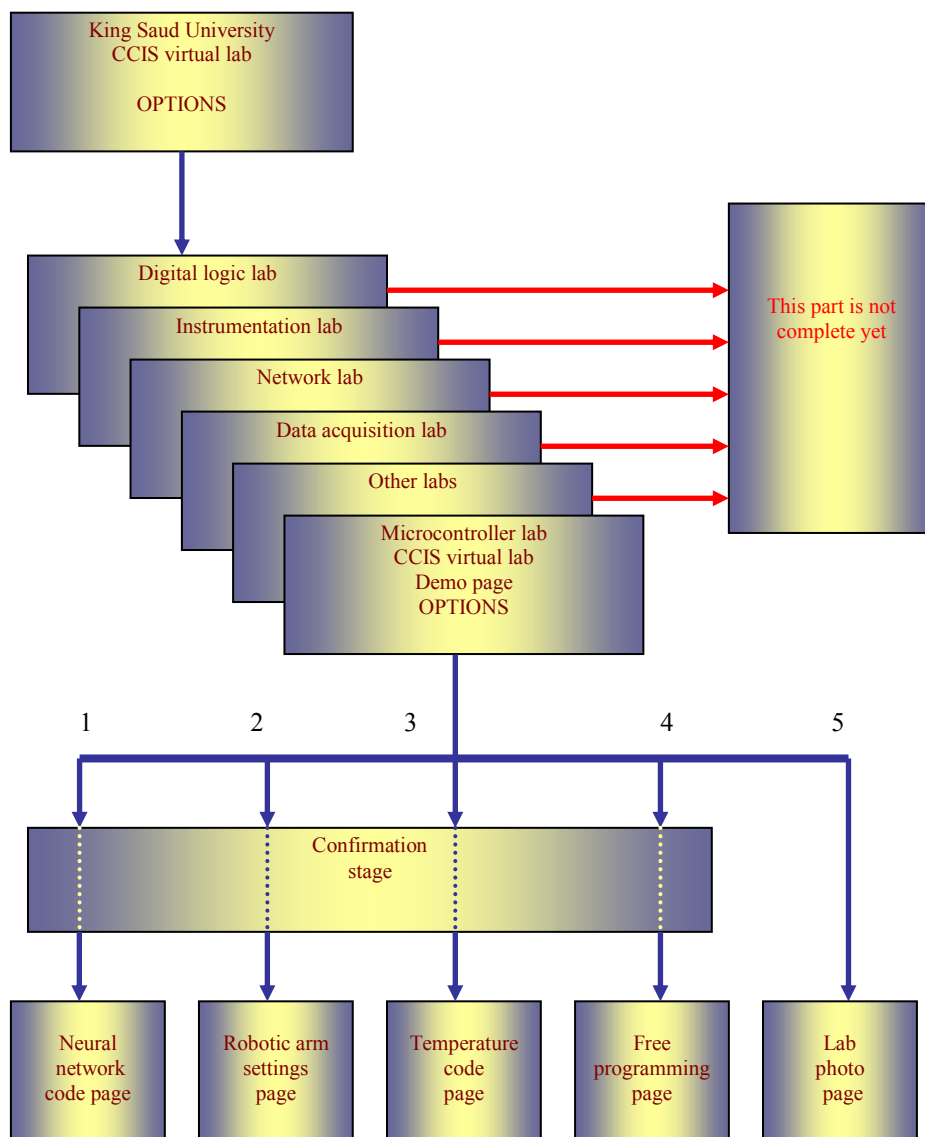 King Saud University
CCIS virtual lab
OPTIONS
Digital logic lab
Instrumentation lab
Network lab
Data acquisition lab
Other labs
Microcontroller lab
CCIS virtual lab
Demo page
OPTIONS
This part is not
complete yet
1
2
3
4
5
Confirmation
stage
Neural
network
code page
Robotic arm
settings
page
Temperature
code
page
Free
programming
page
Lab
photo
page